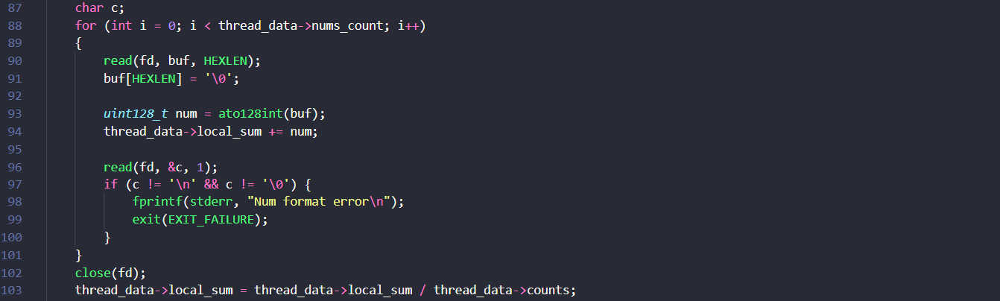 87 char c;
88 for (int i = 0; i < thread_data->nums_count; i++)
89 {
90 read(fd, buf, HEXLEN);
91 buf[HEXLEN] = '\0';
92
93 uint128_t num = ato128int(buf);
94 thread_data->local_sum += num;
95
96 read(fd, &c, 1);
97 if (c != '\n' && c != '\0') {
98 fprintf(stderr, "Num format error\n");
99 exit(EXIT_FAILURE);
100 }
101 }
102 close(fd);
103 thread_data->local_sum = thread_data->local_sum / thread_data->counts;